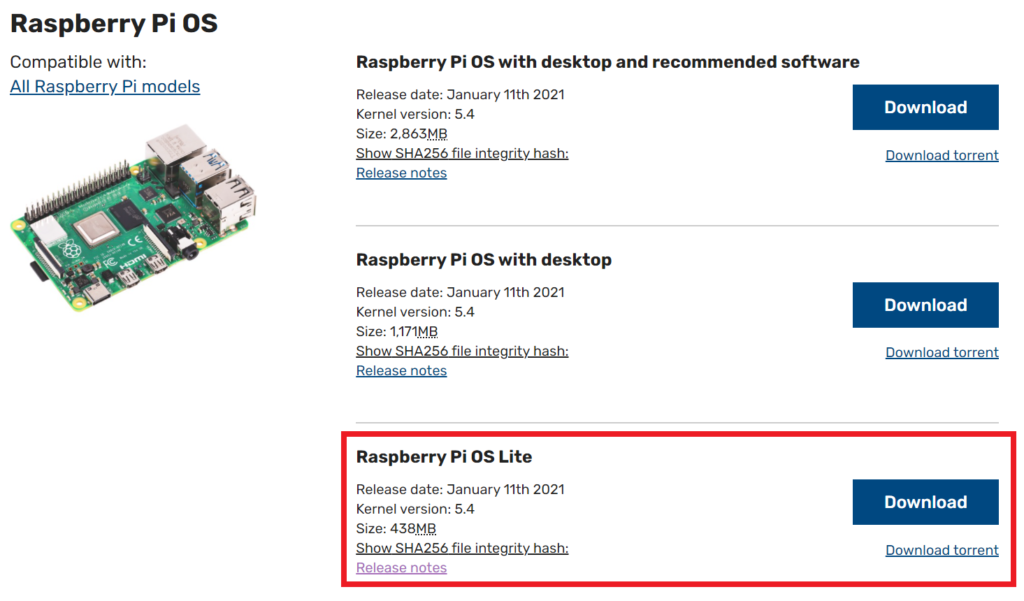 Raspberry Pi OS
Compatible with:
All Raspberry Pi models
Raspberry Pi OS with desktop and recommended software
Release date: January 11th 2021
Kernel version: 5.4
Size: 2,863MB
Show SHA256 file integrity hash:
Release notes
Download
Download torrent
Raspberry Pi OS with desktop
Release date: January 11th 2021
Kernel version: 5.4
Size: 1,171MB
Show SHA256 file integrity hash:
Release notes
Download
Download torrent
Raspberry Pi OS Lite
Release date: January 11th 2021
Kernel version: 5.4
Size: 438MB
Show SHA256 file integrity hash:
Release notes
Download
Download torrent
HDMI
FC
CE